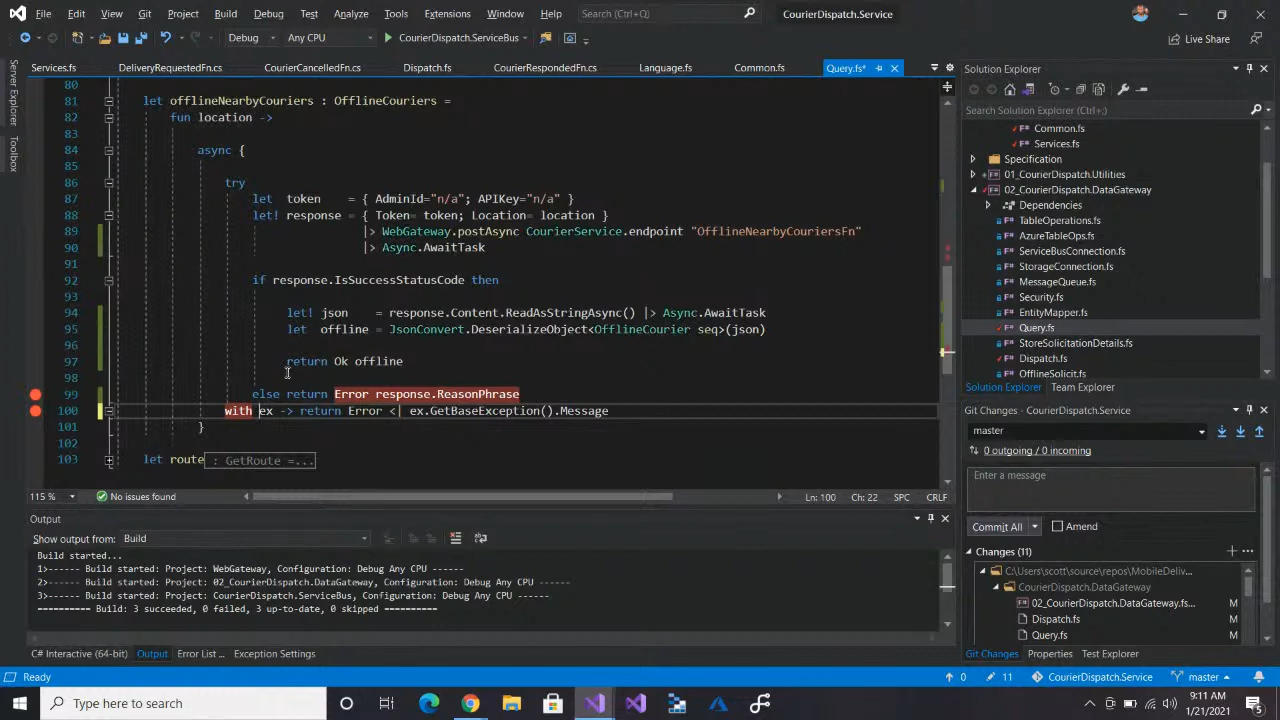 File Edit View Git Project Build Debug Test Analyze Tools Extensions Window Help Search (Ctrl+Q) CourierDispatch.Service
Debug Any CPU CourierDispatch.ServiceBus Live Share
Server Explorer
Toolbox
Services.fs DeliveryRequestedFn.cs CourierCancelledFn.cs Dispatch.fs CourierRespondedFn.cs Language.fs Common.fs Query.fs*
80
81 let offlineNearbyCouriers : OfflineCouriers =
82 fun location ->
83
84 async {
85
86 try
87 let token = { AdminId="n/a"; APIKey="n/a" }
88 let! response = { Token= token; Location= location }
89 |> WebGateway.postAsync CourierService.endpoint "OfflineNearbyCouriersFn"
90 |> Async.AwaitTask
91
92 if response.IsSuccessStatusCode then
93
94 let! json = response.Content.ReadAsStringAsync() |> Async.AwaitTask
95 let offline = JsonConvert.DeserializeObject<OfflineCourier seq>(json)
96
97 return Ok offline
98
99 else return Error response.ReasonPhrase
100 with ex -> return Error <| ex.GetBaseException().Message
101 }
102
103 let route : GetRoute =...
115 % No issues found Ln: 100 Ch: 22 SPC CRLF
Output
Show output from: Build
Build started...
1>------ Build started: Project: WebGateway, Configuration: Debug Any CPU ------
2>------ Build started: Project: 02_CourierDispatch.DataGateway, Configuration: Debug Any CPU ------
3>------ Build started: Project: CourierDispatch.ServiceBus, Configuration: Debug Any CPU ------
========== Build: 3 succeeded, 0 failed, 3 up-to-date, 0 skipped ==========
C# Interactive (64-bit) Output Error List ... Exception Settings
Solution Explorer
Search Solution Explorer (Ctrl+;)
Common.fs
Services.fs
Specification
01_CourierDispatch.Utilities
02_CourierDispatch.DataGateway
Dependencies
TableOperations.fs
AzureTableOps.fs
ServiceBusConnection.fs
StorageConnection.fs
MessageQueue.fs
Security.fs
EntityMapper.fs
Query.fs
StoreSolicitationDetails.fs
Dispatch.fs
OfflineSolicit.fs
Solution Explorer Team Explorer
Git Changes
master
0 outgoing / 0 incoming
Enter a message
Commit All Amend
Changes (11)
C:\Users\scott\source\repos\MobileDeliv...
CourierDispatch.DataGateway
02_CourierDispatch.DataGateway.fs... M
Dispatch.fs M
Query.fs M
Git Changes Properties Test Explorer
Ready 0 11 CourierDispatch.Service master
Type here to search 9:11 AM
1/21/2021 5